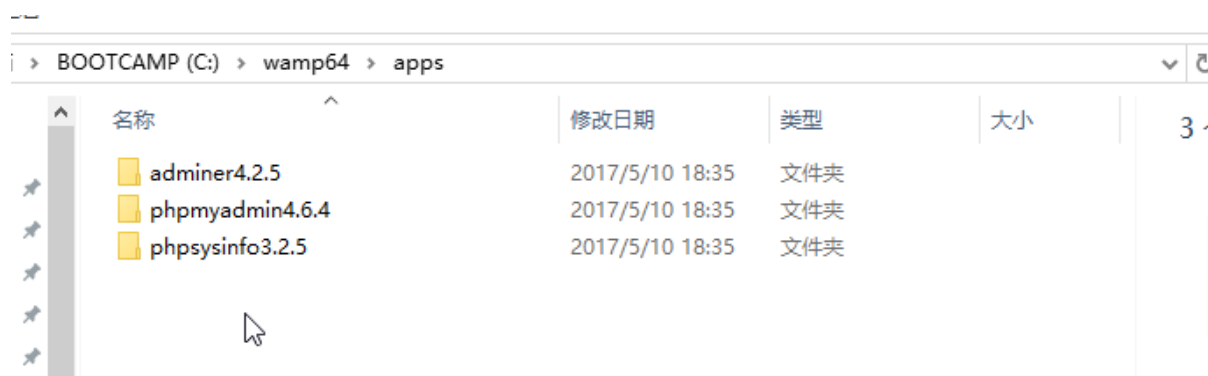 BOOTCAMP (C:) > wamp64 > apps
名称 修改日期 类型 大小
3
adminer4.2.5 2017/5/10 18:35 文件夹
phpmyadmin4.6.4 2017/5/10 18:35 文件夹
phpsysinfo3.2.5 2017/5/10 18:35 文件夹